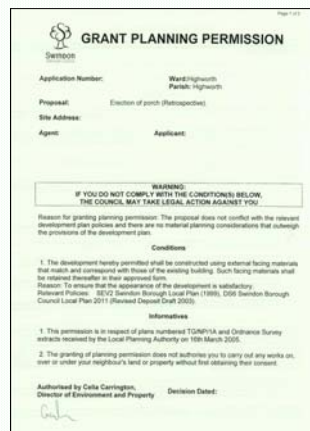 Page 1 of 2
Swindon
GRANT PLANNING PERMISSION
Application Number:
Ward: Highworth
Parish: Highworth
Proposal: Erection of porch (Retrospective)
Site Address:
Agent: Applicant:
WARNING:
IF YOU DO NOT COMPLY WITH THE CONDITION(S) BELOW,
THE COUNCIL MAY TAKE LEGAL ACTION AGAINST YOU
Reason for granting planning permission: The proposal does not conflict with the relevant
development plan policies and there are no material planning considerations that outweigh
the provisions of the development plan.
Conditions
1. The development hereby permitted shall be constructed using external facing materials
that match and correspond with those of the existing building. Such facing materials shall
be retained thereafter in their approved form.
Reason: To ensure that the appearance of the development is satisfactory.
Relevant Policies: SEV2 Swindon Borough Local Plan (1999), DS6 Swindon Borough
Council Local Plan 2011 (Revised Deposit Draft 2003).
Informatives
1. This permission is in respect of plans numbered TG/NP/1A and Ordnance Survey
extracts received by the Local Planning Authority on 16th March 2005.
2. The granting of planning permission does not authorise you to carry out any works on,
over or under your neighbour's land or property without first obtaining their consent.
Authorised by Celia Carrington,
Director of Environment and Property
Decision Dated: